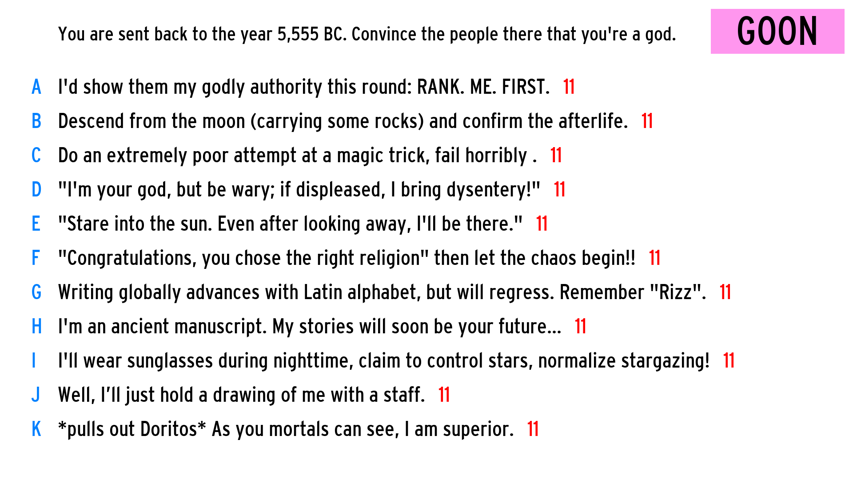 You are sent back to the year 5,555 BC. Convince the people there that you're a god.
GOON
A I'd show them my godly authority this round: RANK. ME. FIRST. 11
B Descend from the moon (carrying some rocks) and confirm the afterlife. 11
C Do an extremely poor attempt at a magic trick, fail horribly . 11
D "I'm your god, but be wary; if displeased, I bring dysentery!" 11
E "Stare into the sun. Even after looking away, I'll be there." 11
F "Congratulations, you chose the right religion" then let the chaos begin!! 11
G Writing globally advances with Latin alphabet, but will regress. Remember "Rizz". 11
H I'm an ancient manuscript. My stories will soon be your future... 11
I I'll wear sunglasses during nighttime, claim to control stars, normalize stargazing! 11
J Well, I’ll just hold a drawing of me with a staff. 11
K *pulls out Doritos* As you mortals can see, I am superior. 11